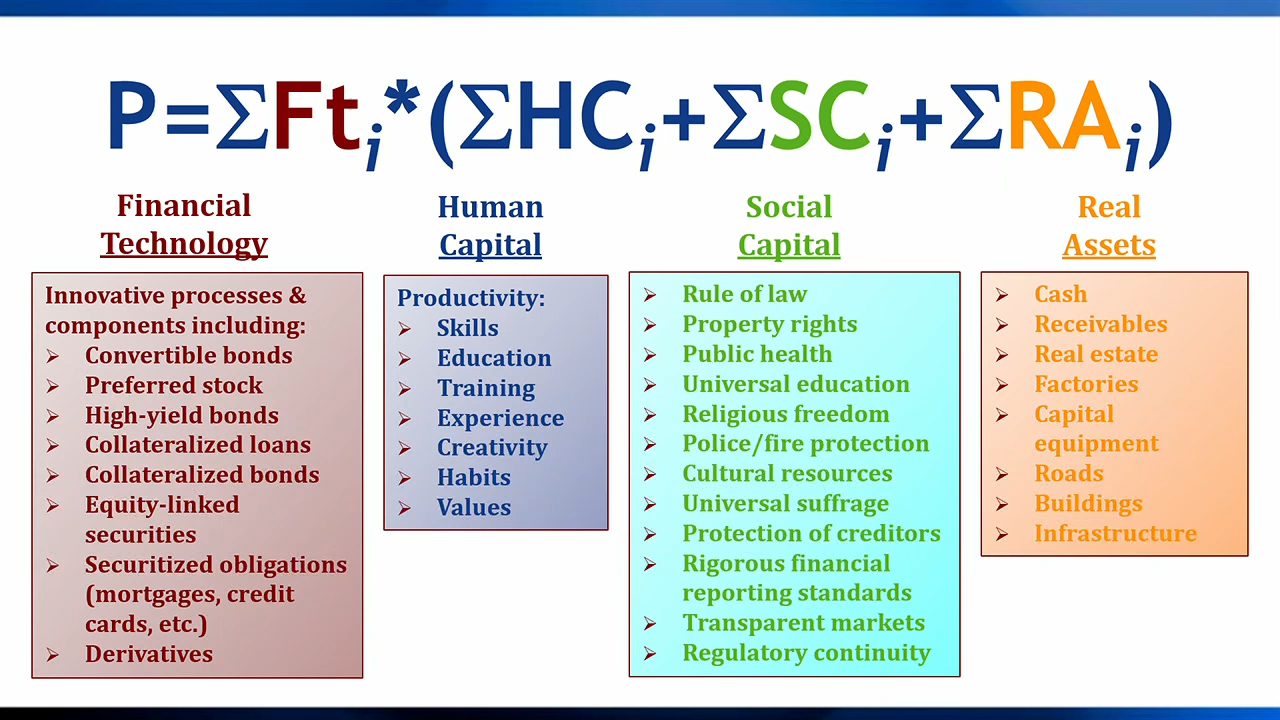 P=ΣFti*(ΣHCi+ΣSCi+ΣRAi)
Financial
Technology
Innovative processes &
components including:
➢ Convertible bonds
➢ Preferred stock
➢ High-yield bonds
➢ Collateralized loans
➢ Collateralized bonds
➢ Equity-linked
securities
➢ Securitized obligations
(mortgages, credit
cards, etc.)
➢ Derivatives
Human
Capital
Productivity:
➢ Skills
➢ Education
➢ Training
➢ Experience
➢ Creativity
➢ Habits
➢ Values
Social
Capital
➢ Rule of law
➢ Property rights
➢ Public health
➢ Universal education
➢ Religious freedom
➢ Police/fire protection
➢ Cultural resources
➢ Universal suffrage
➢ Protection of creditors
➢ Rigorous financial
reporting standards
➢ Transparent markets
➢ Regulatory continuity
Real
Assets
➢ Cash
➢ Receivables
➢ Real estate
➢ Factories
➢ Capital
equipment
➢ Roads
➢ Buildings
➢ Infrastructure